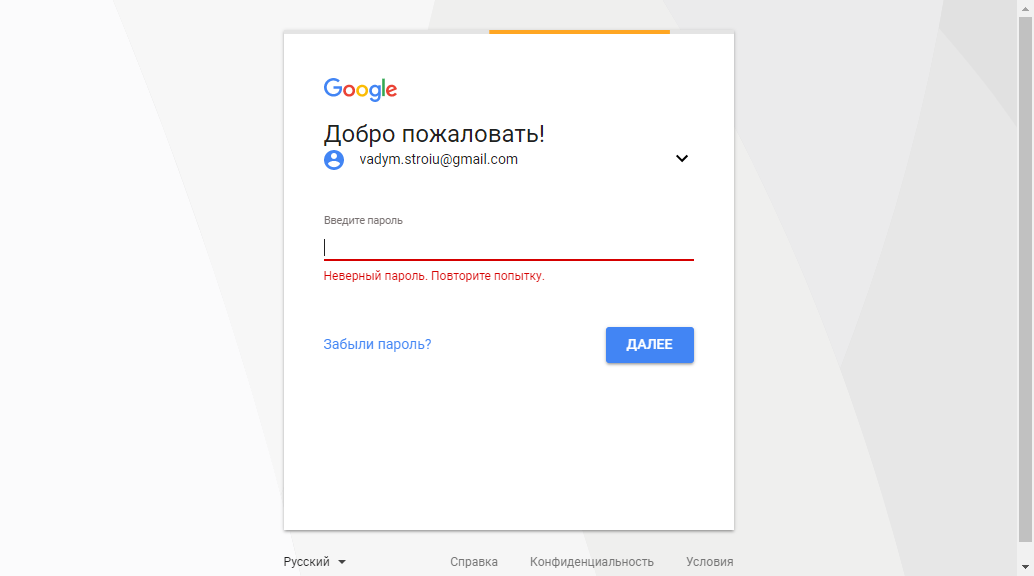 Google
Добро пожаловать!
vadym.stroiu@gmail.com
Введите пароль
Неверный пароль. Повторите попытку.
Забыли пароль?
ДАЛЕЕ
Русский
Справка
Конфиденциальность
Условия